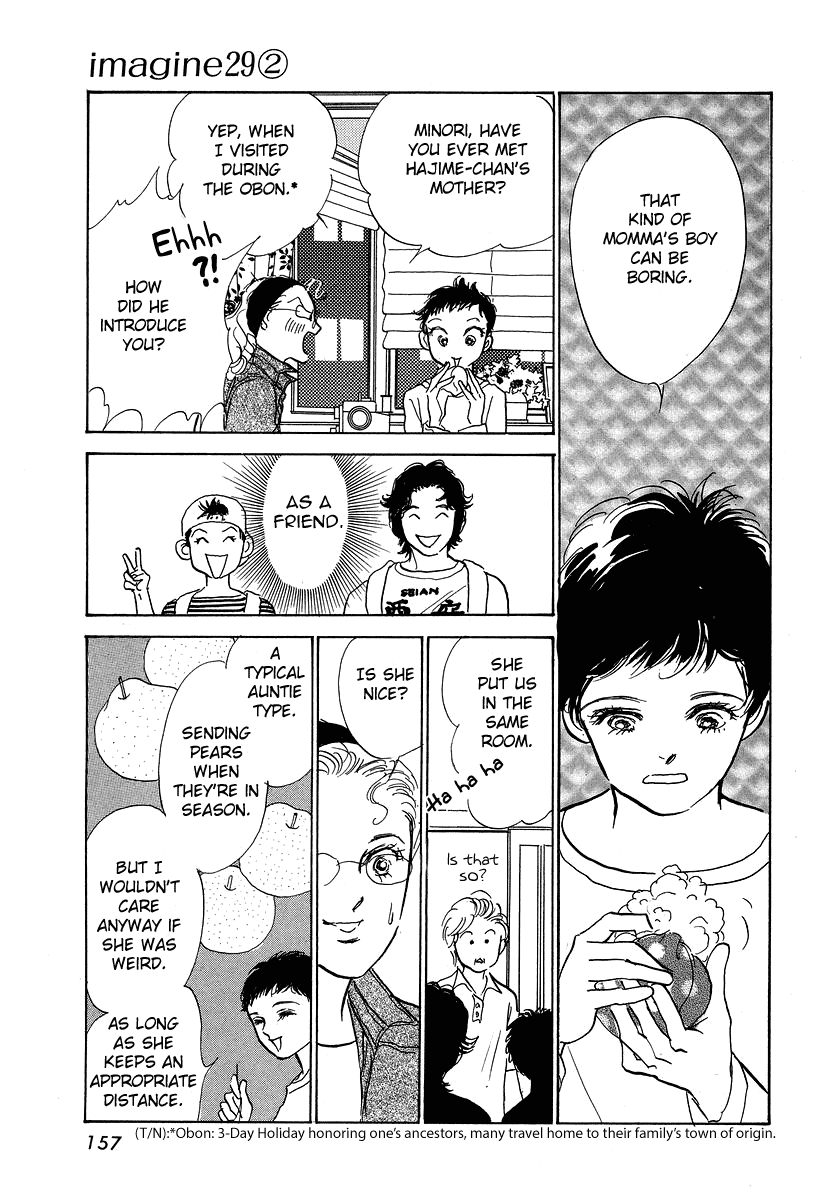 imagine29②
THAT
KIND OF
MOMMA'S BOY
CAN BE
BORING.
MINORI, HAVE
YOU EVER MET
HAJIME-CHAN'S
MOTHER?
YEP, WHEN
I VISITED
DURING
THE OBON.*
Ehhh
?!
HOW
DID HE
INTRODUCE
YOU?
AS A
FRIEND.
SEIAN
SHE
PUT US
IN THE
SAME
ROOM.
Ha ha ha
Is that
so?
IS SHE
NICE?
A
TYPICAL
AUNTIE
TYPE.
SENDING
PEARS
WHEN
THEY'RE IN
SEASON.
BUT I
WOULDN'T
CARE
ANYWAY IF
SHE WAS
WEIRD.
AS LONG
AS SHE
KEEPS AN
APPROPRIATE
DISTANCE.
157
(T/N):*Obon: 3-Day Holiday honoring one's ancestors, many travel home to their family's town of origin.